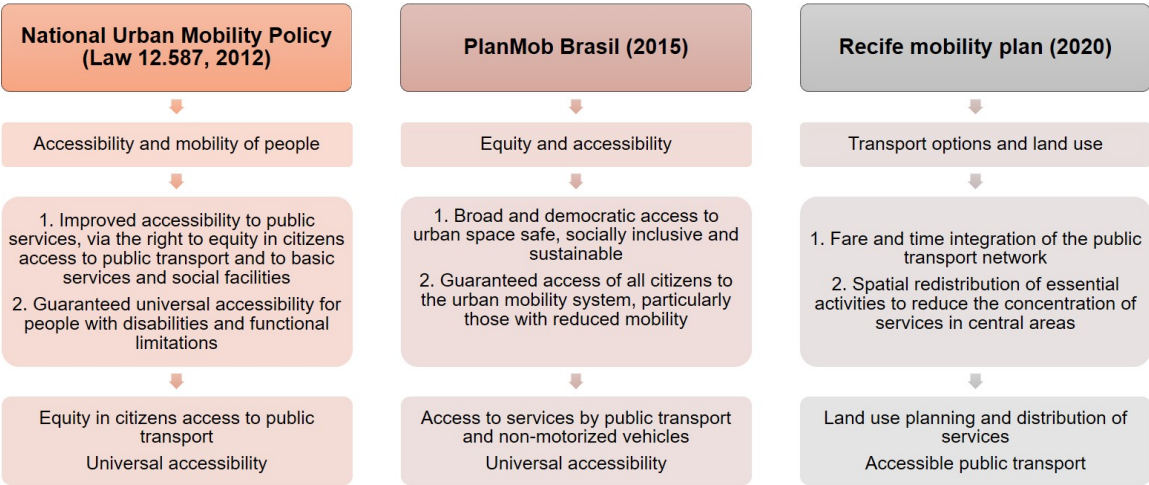 National Urban Mobility Policy
(Law 12.587, 2012)
Accessibility and mobility of people
1. Improved accessibility to public
services, via the right to equity in citizens
access to public transport and to basic
services and social facilities
2. Guaranteed universal accessibility for
people with disabilities and functional
limitations
Equity in citizens access to public
transport
Universal accessibility
PlanMob Brasil (2015)
Equity and accessibility
1. Broad and democratic access to
urban space safe, socially inclusive and
sustainable
2. Guaranteed access of all citizens to
the urban mobility system, particularly
those with reduced mobility
Access to services by public transport
and non-motorized vehicles
Universal accessibility
Recife mobility plan (2020)
Transport options and land use
1. Fare and time integration of the public
transport network
2. Spatial redistribution of essential
activities to reduce the concentration of
services in central areas
Land use planning and distribution of
services
Accessible public transport